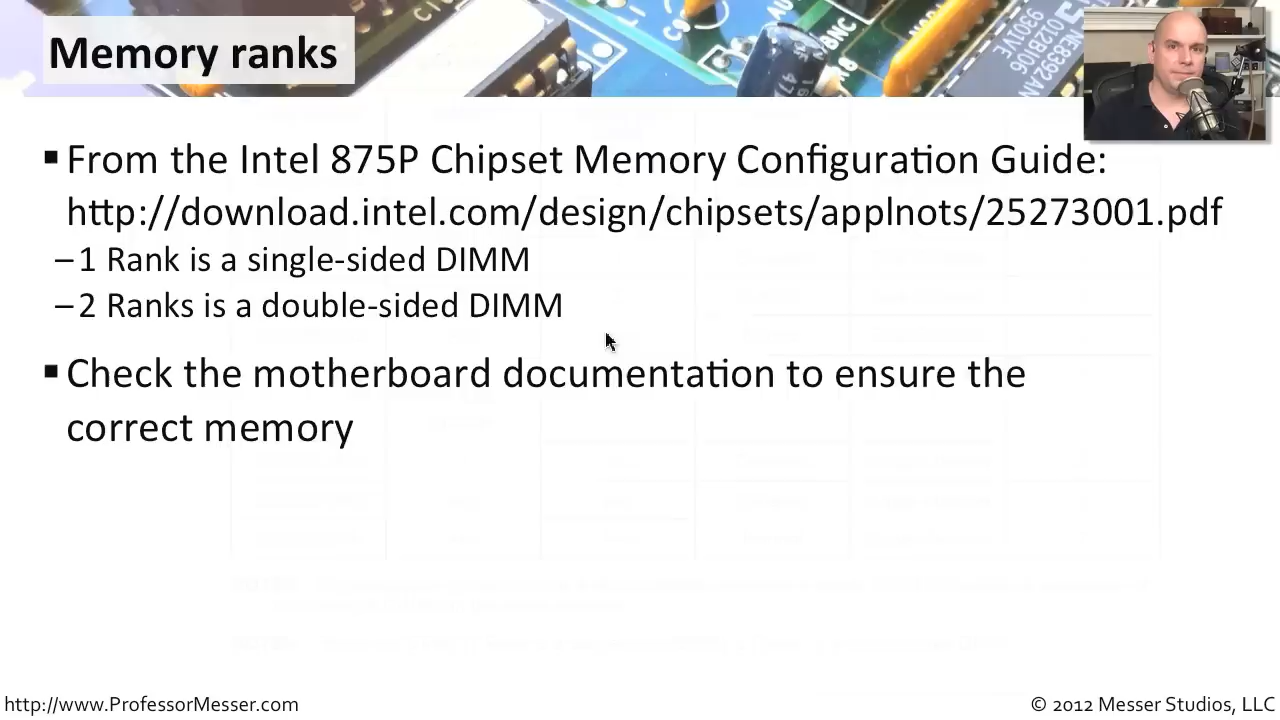 Memory ranks
▪ From the Intel 875P Chipset Memory Configuration Guide:
http://download.intel.com/design/chipsets/applnots/25273001.pdf
–1 Rank is a single-sided DIMM
–2 Ranks is a double-sided DIMM
▪ Check the motherboard documentation to ensure the
correct memory
http://www.ProfessorMesser.com
© 2012 Messer Studios, LLC